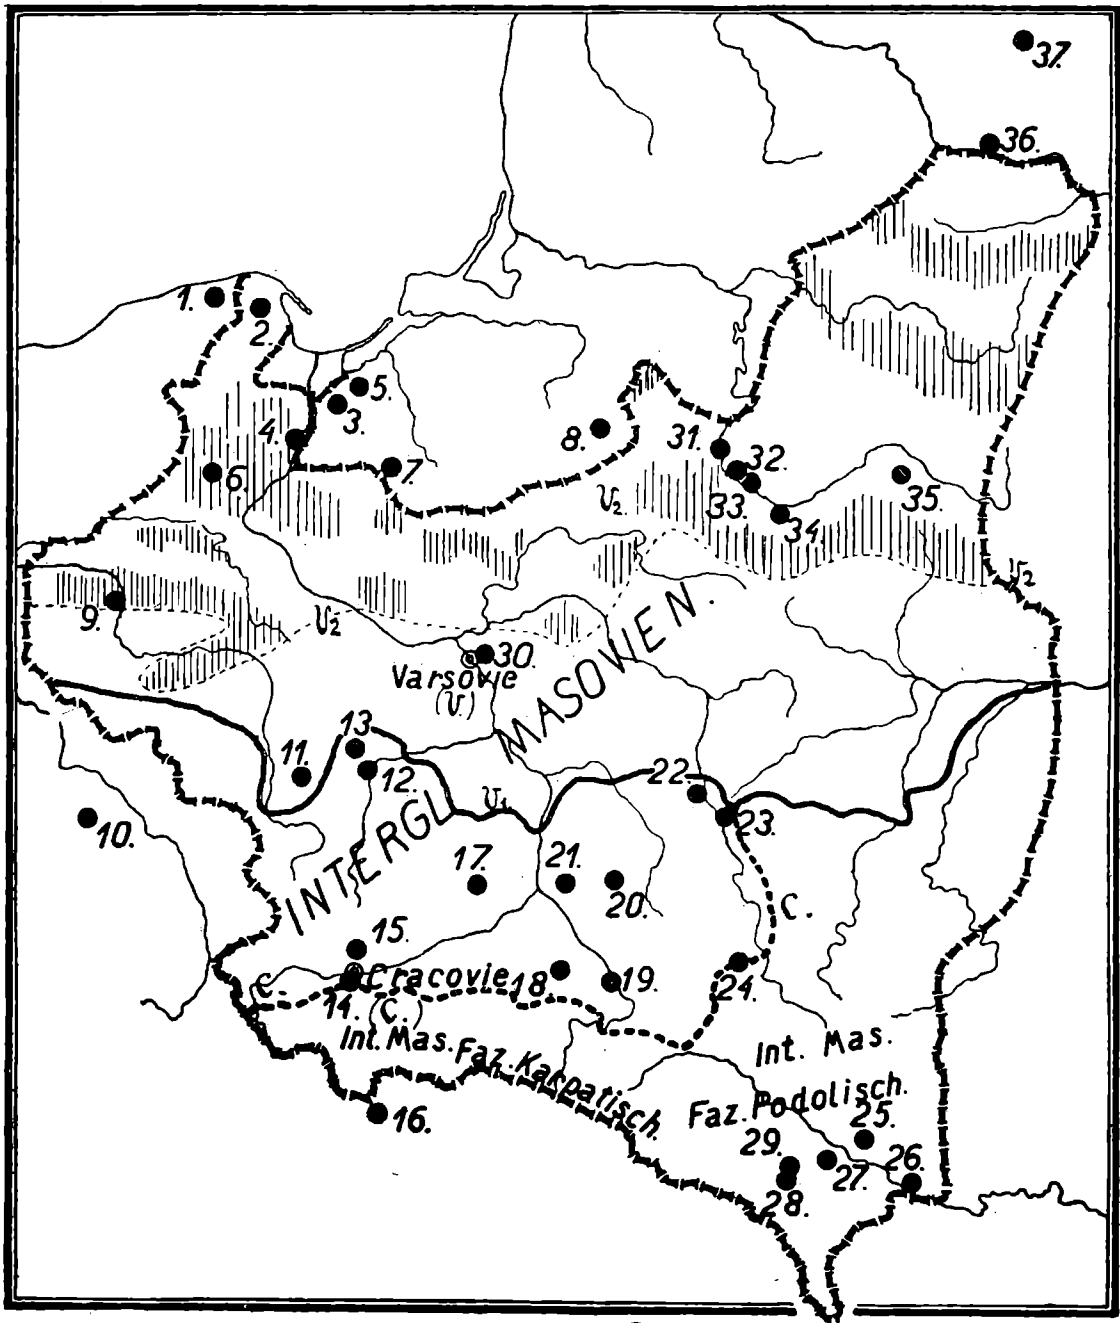 37.
36.
1.
2.
5.
3.
4.
8.
31.
32.
7.
6.
35.
33.
V₂
34.
V₂
9.
V₂
30.
Varsovie
(V.)
MASOVIEN.
13.
11.
12.
22.
V₁
10.
23.
INTERGL
17.
21.
20.
C.
15.
C.
Cracovie
18
19.
24.
14.
(C.)
Int. Mas.
Faz. Karpatisch.
Int. Mas.
Faz. Podolisch.
16.
25.
29.
27.
26.
28.